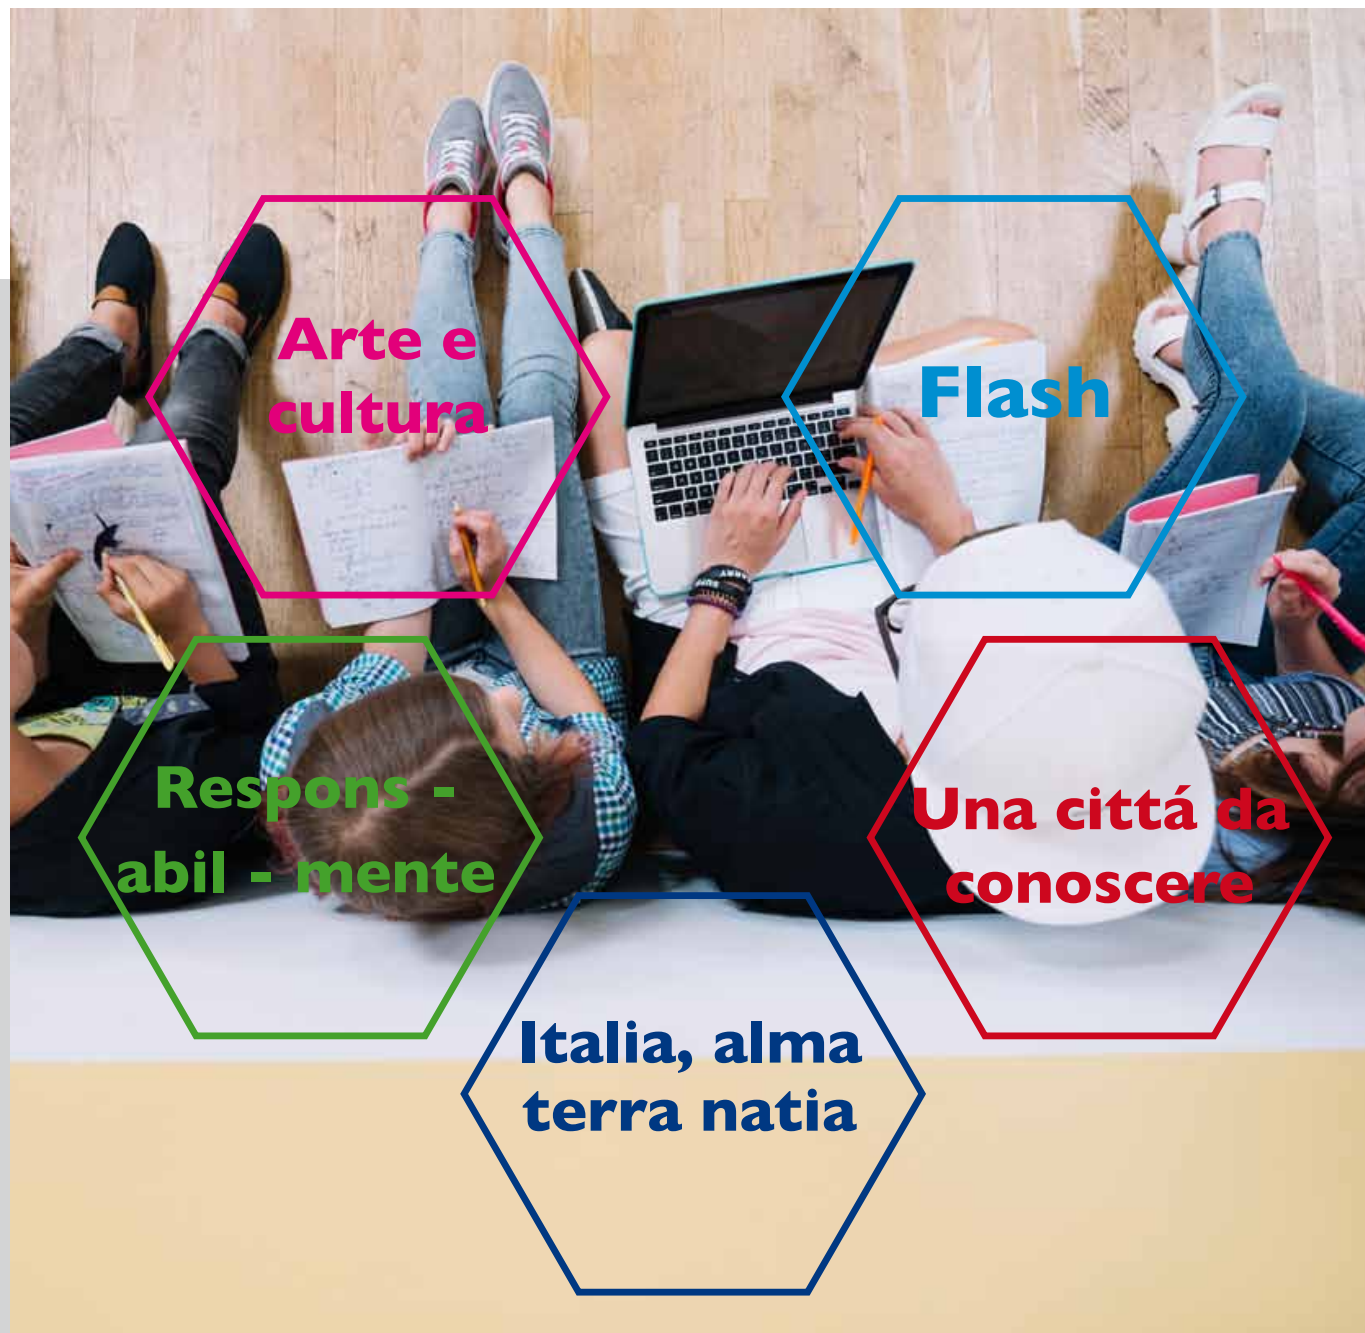 Arte e
cultura
Flash
Respons -
abil - mente
Una cittá da
conoscere
Italia, alma
terra natia